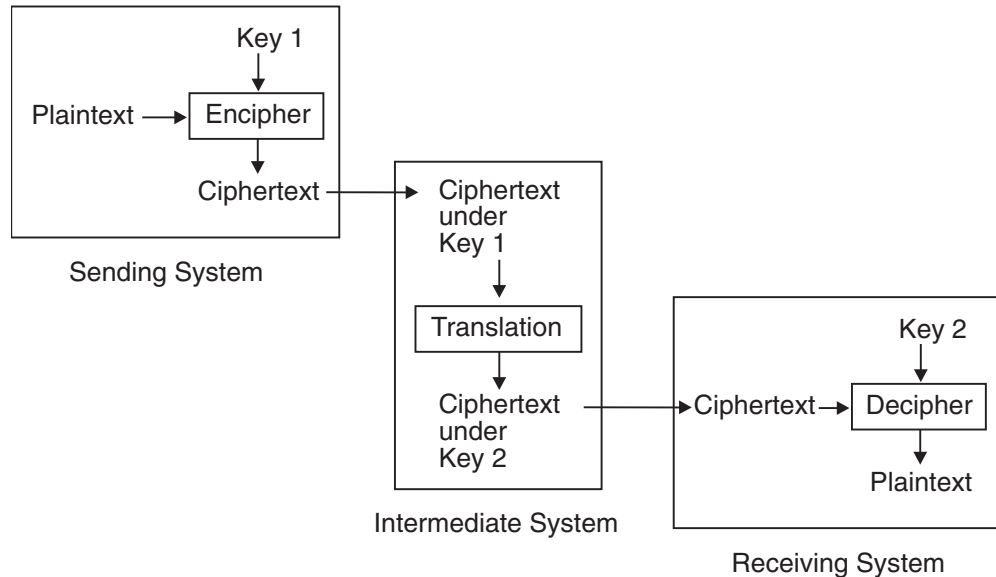 Key 1
Plaintext
Encipher
Ciphertext
Sending System
Ciphertext
under
Key 1
Translation
Ciphertext
under
Key 2
Intermediate System
Key 2
Ciphertext
Decipher
Plaintext
Receiving System